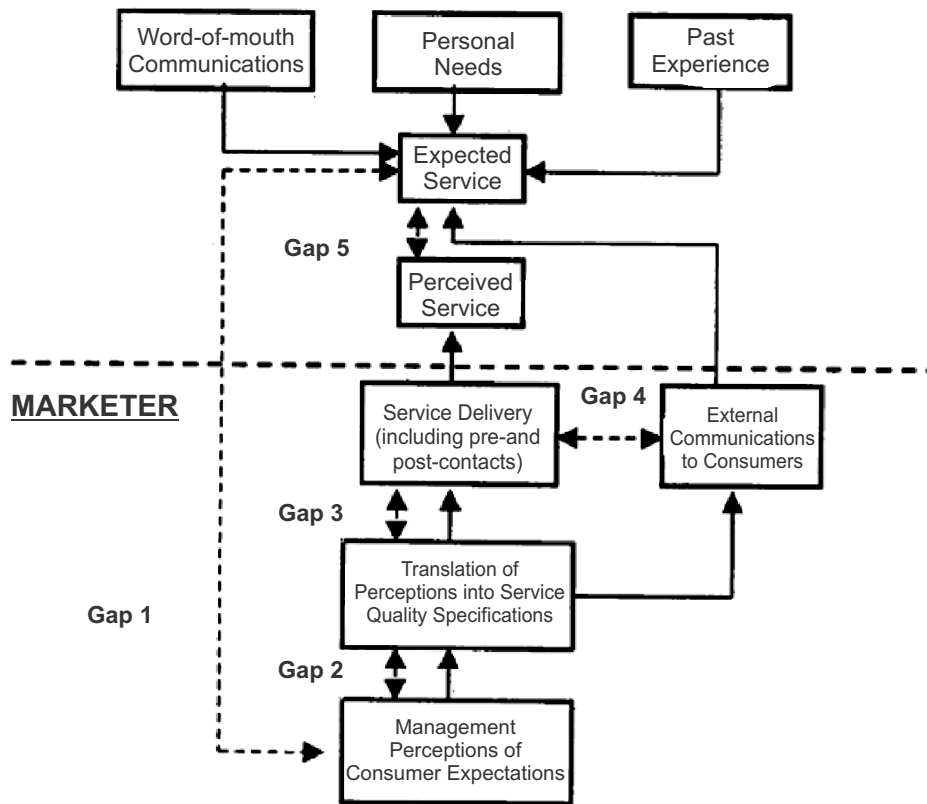 Word-of-mouth
Communications
Personal
Needs
Past
Experience
Expected
Service
Gap 5
Perceived
Service
MARKETER
Service Delivery
(including pre-and
post-contacts)
Gap 4
External
Communications
to Consumers
Gap 3
Translation of
Perceptions into Service
Quality Specifications
Gap 1
Gap 2
Management
Perceptions of
Consumer Expectations